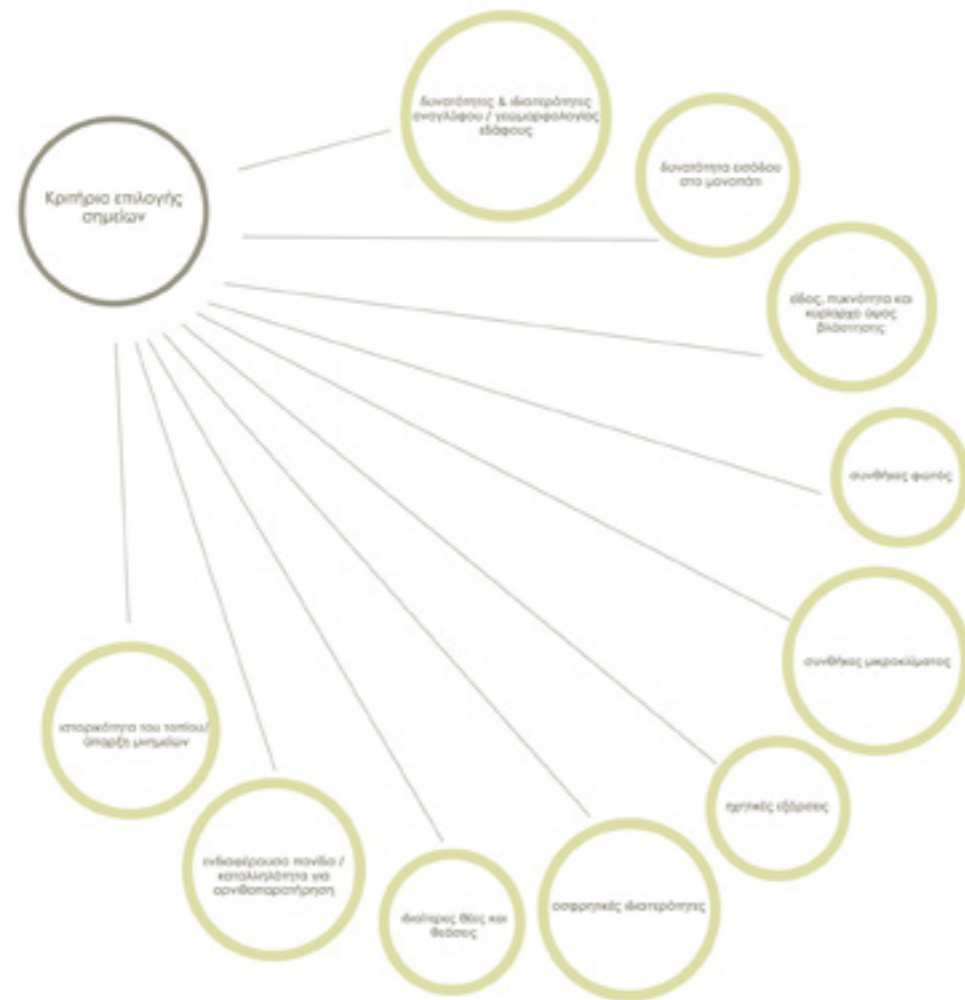 Κριτήρια επιλογής
σημείων
δυνατότητες & ιδιαιτερότητες
αναγλύφου / γεωμορφολογίας
εδάφους
δυνατότητα εισόδου
στο μονοπάτι
είδος, πυκνότητα και
κυρίαρχο ύψος
βλάστησης
συνθήκες φωτός
συνθήκες μικροκλίματος
ηχητικές εξάρσεις
οσφρητικές ιδιαιτερότητες
ιδιαίτερες θέες και
θεάσεις
ενδιαφέρουσα πανίδα /
καταλληλότητα για
ορνιθοπαρατήρηση
ιστορικότητα του τοπίου/
ύπαρξη μνημείων